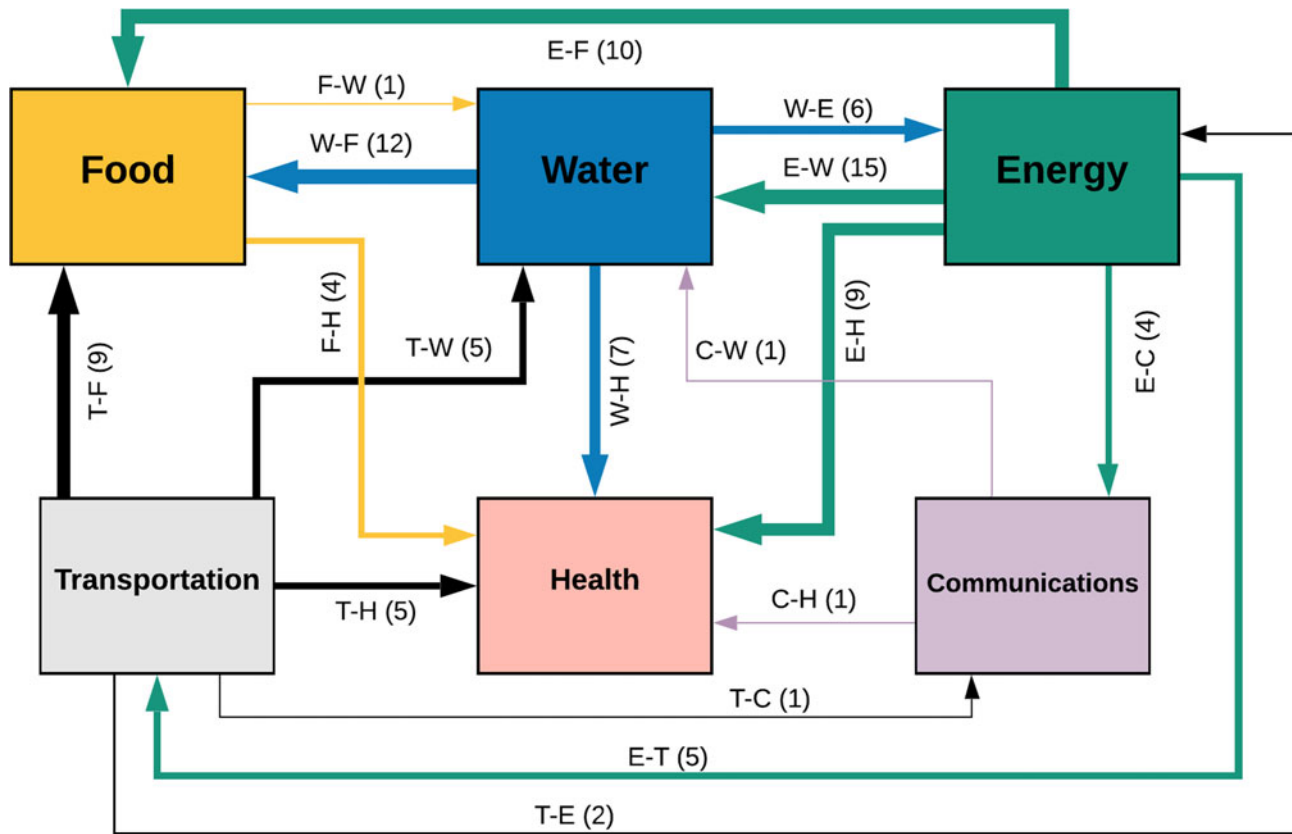 E-F (10)
F-W (1)
W-E (6)
W-F (12)
E-W (15)
Food
Water
Energy
F-H (4)
T-W (5)
C-W (1)
W-H (7)
E-H (9)
E-C (4)
T-F (9)
Transportation
Health
Communications
T-H (5)
C-H (1)
T-C (1)
E-T (5)
T-E (2)